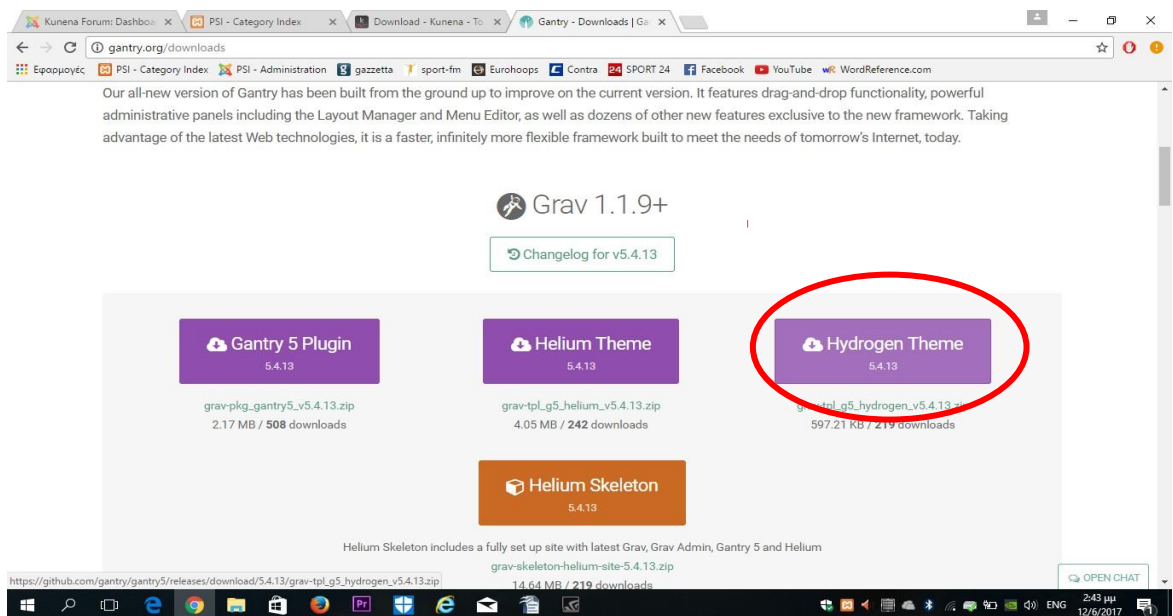 Kunena Forum: Dashboa
PSI - Category Index
Download - Kunena - To
Gantry - Downloads | Ga
gantry.org/downloads
Εφαρμογές PSI - Category Index PSI - Administration gazzetta sport-fm Eurohoops Contra SPORT 24 Facebook YouTube WordReference.com
Our all-new version of Gantry has been built from the ground up to improve on the current version. It features drag-and-drop functionality, powerful
administrative panels including the Layout Manager and Menu Editor, as well as dozens of other new features exclusive to the new framework. Taking
advantage of the latest Web technologies, it is a faster, infinitely more flexible framework built to meet the needs of tomorrow's Internet, today.
Grav 1.1.9+
Changelog for v5.4.13
Gantry 5 Plugin
5.4.13
grav-pkg_gantry5_v5.4.13.zip
2.17 MB / 508 downloads
Helium Theme
5.4.13
grav-tpl_g5_helium_v5.4.13.zip
4.05 MB / 242 downloads
Hydrogen Theme
5.4.13
grav-tpl_g5_hydrogen_v5.4.13.zip
597.21 KB / 219 downloads
Helium Skeleton
5.4.13
Helium Skeleton includes a fully set up site with latest Grav, Grav Admin, Gantry 5 and Helium
grav-skeleton-helium-site-5.4.13.zip
14.64 MB / 219 downloads
https://github.com/gantry/gantry5/releases/download/5.4.13/grav-tpl_g5_hydrogen_v5.4.13.zip
OPEN CHAT
ENG
2:43 μμ
12/6/2017